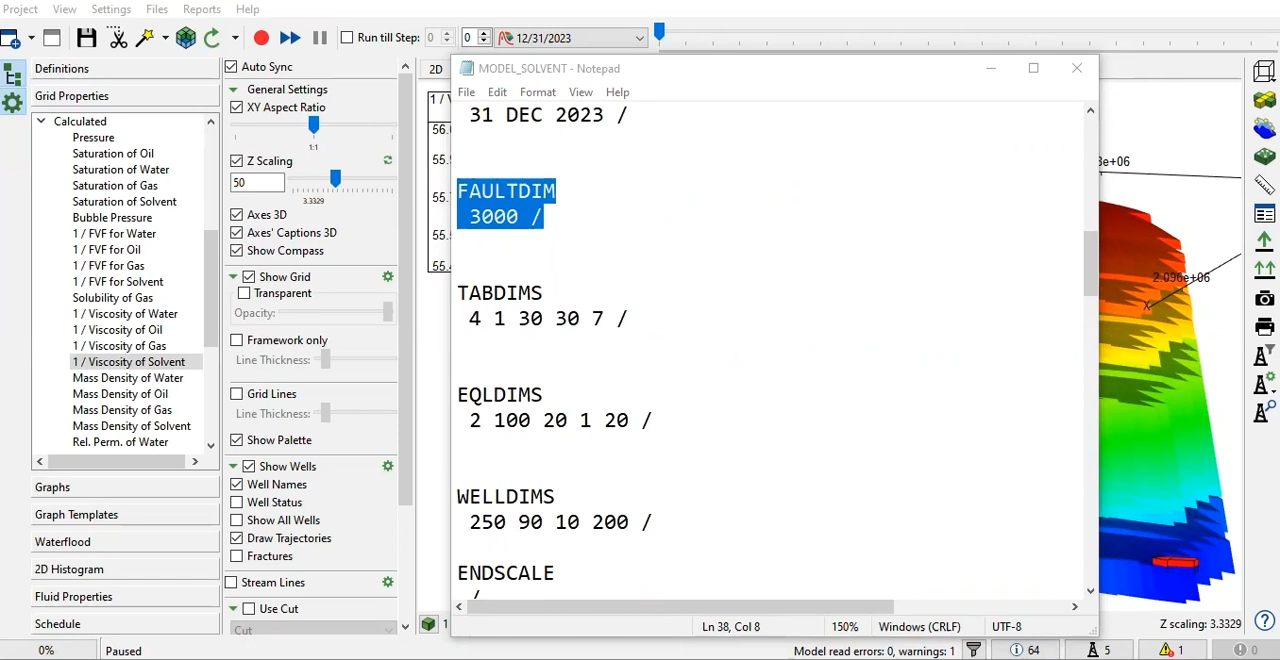 Project View Settings Files Reports Help
Run till Step: 0 0 12/31/2023
Definitions
Grid Properties
Calculated
Pressure
Saturation of Oil
Saturation of Water
Saturation of Gas
Saturation of Solvent
Bubble Pressure
1 / FVF for Water
1 / FVF for Oil
1 / FVF for Gas
1 / FVF for Solvent
Solubility of Gas
1 / Viscosity of Water
1 / Viscosity of Oil
1 / Viscosity of Gas
1 / Viscosity of Solvent
Mass Density of Water
Mass Density of Oil
Mass Density of Gas
Mass Density of Solvent
Rel. Perm. of Water
Graphs
Graph Templates
Waterflood
2D Histogram
Fluid Properties
Schedule
Auto Sync
General Settings
XY Aspect Ratio
1:1
Z Scaling
50
3.3329
Axes 3D
Axes' Captions 3D
Show Compass
Show Grid
Transparent
Opacity:
Framework only
Line Thickness:
Grid Lines
Line Thickness:
Show Palette
Show Wells
Well Names
Well Status
Show All Wells
Draw Trajectories
Fractures
Stream Lines
Use Cut
Cut
2D
1 / V
MODEL_SOLVENT - Notepad
File Edit Format View Help
31 DEC 2023 /
FAULTDIM
3000 /
TABDIMS
4 1 30 30 7 /
EQLDIMS
2 100 20 1 20 /
WELLDIMS
250 90 10 200 /
ENDSCALE
/
Ln 38, Col 8 150% Windows (CRLF) UTF-8
e+06
2.096e+06
X
Z scaling: 3.3329
0% Paused Model read errors: 0, warnings: 1 64 5 1 0